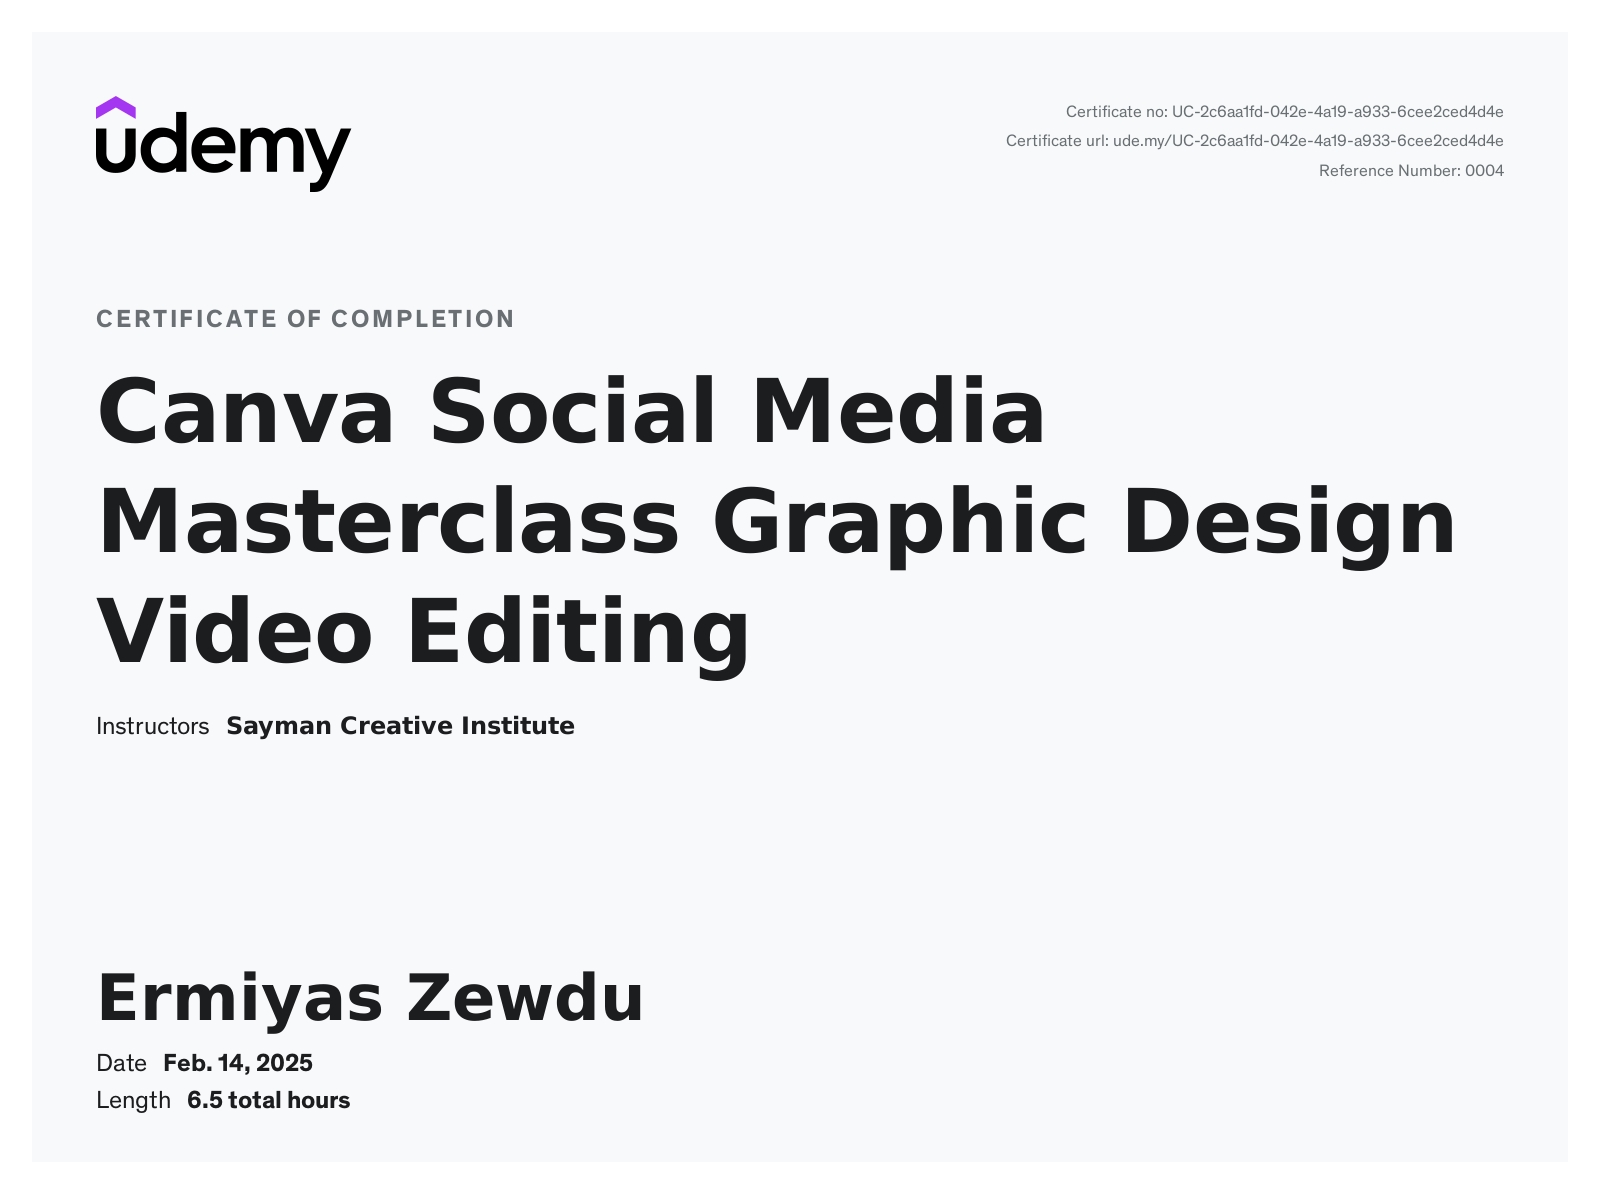 udemy
Certificate no: UC-2c6aa1fd-042e-4a19-a933-6cee2ced4d4e
Certificate url: ude.my/UC-2c6aa1fd-042e-4a19-a933-6cee2ced4d4e
Reference Number: 0004
CERTIFICATE OF COMPLETION
Canva Social Media
Masterclass Graphic Design
Video Editing
Instructors Sayman Creative Institute
Ermiyas Zewdu
Date Feb. 14, 2025
Length 6.5 total hours